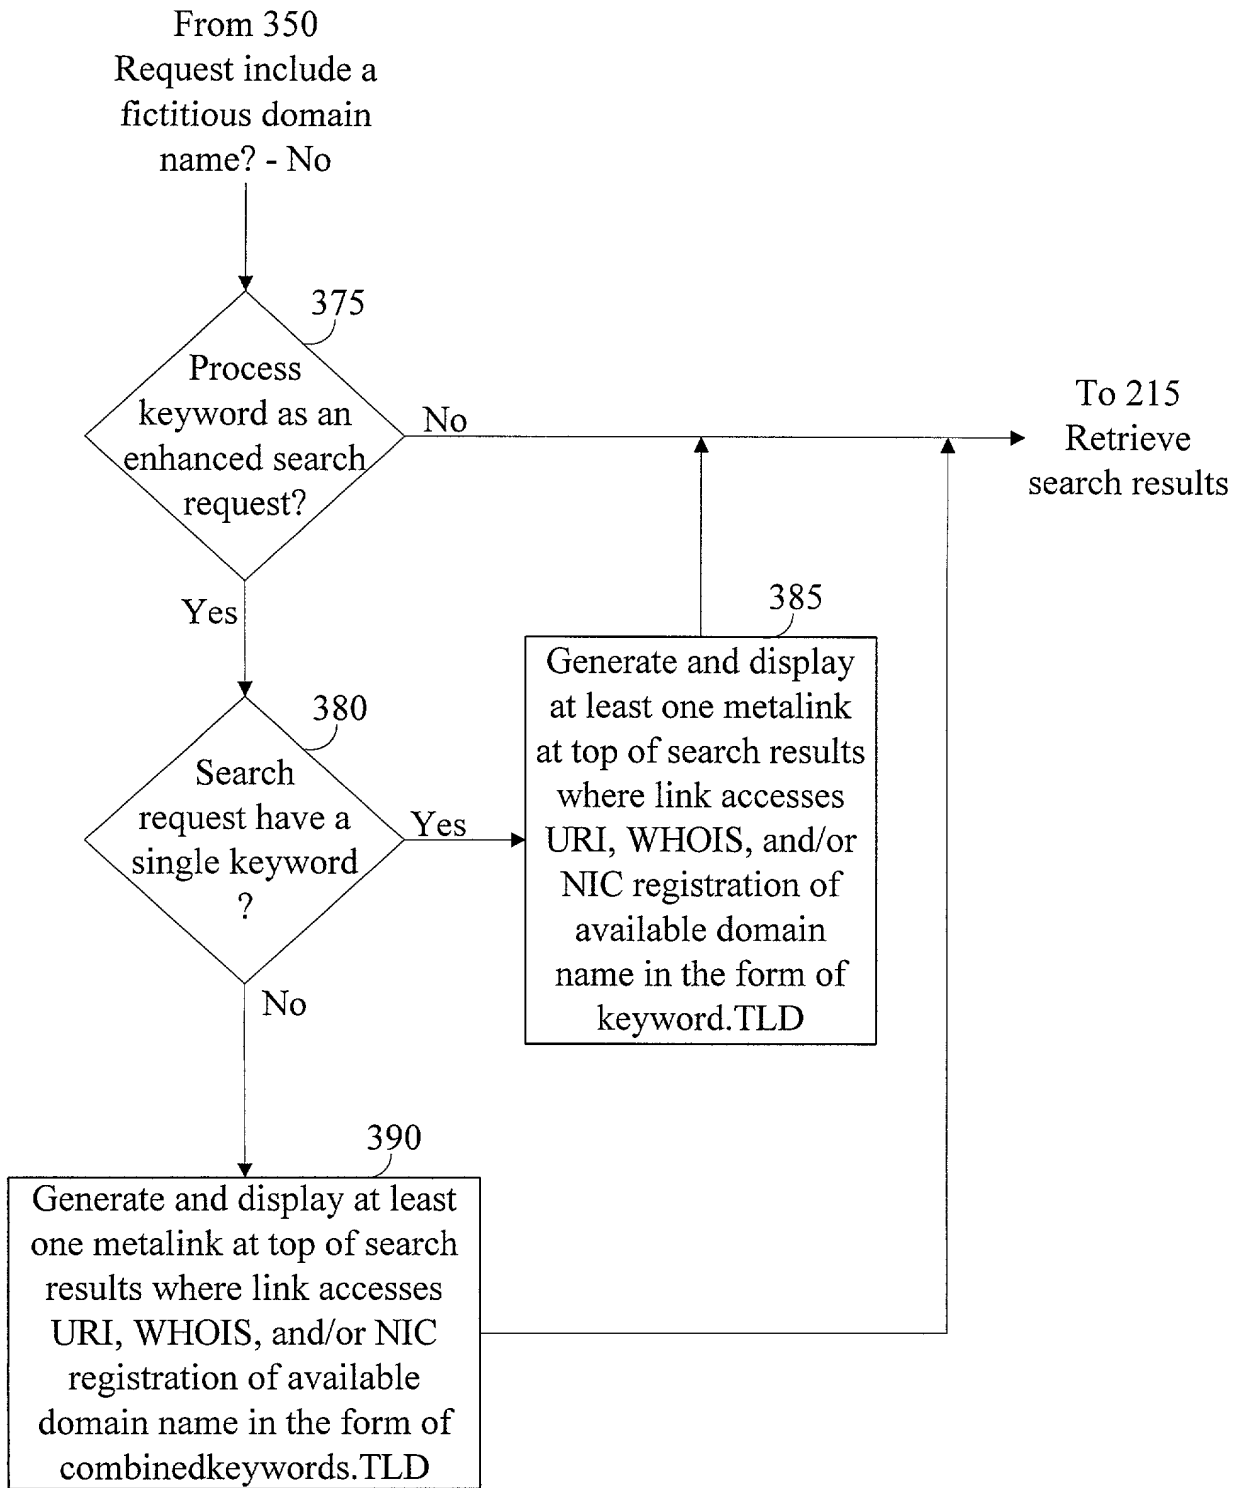 From 350
Request include a
fictitious domain
name? - No
375
Process
keyword as an
enhanced search
request?
No
To 215
Retrieve
search results
Yes
380
Search
request have a
single keyword
?
Yes
385
Generate and display
at least one metalink
at top of search results
where link accesses
URI, WHOIS, and/or
NIC registration of
available domain
name in the form of
keyword.TLD
No
390
Generate and display at least
one metalink at top of search
results where link accesses
URI, WHOIS, and/or NIC
registration of available
domain name in the form of
combinedkeywords.TLD